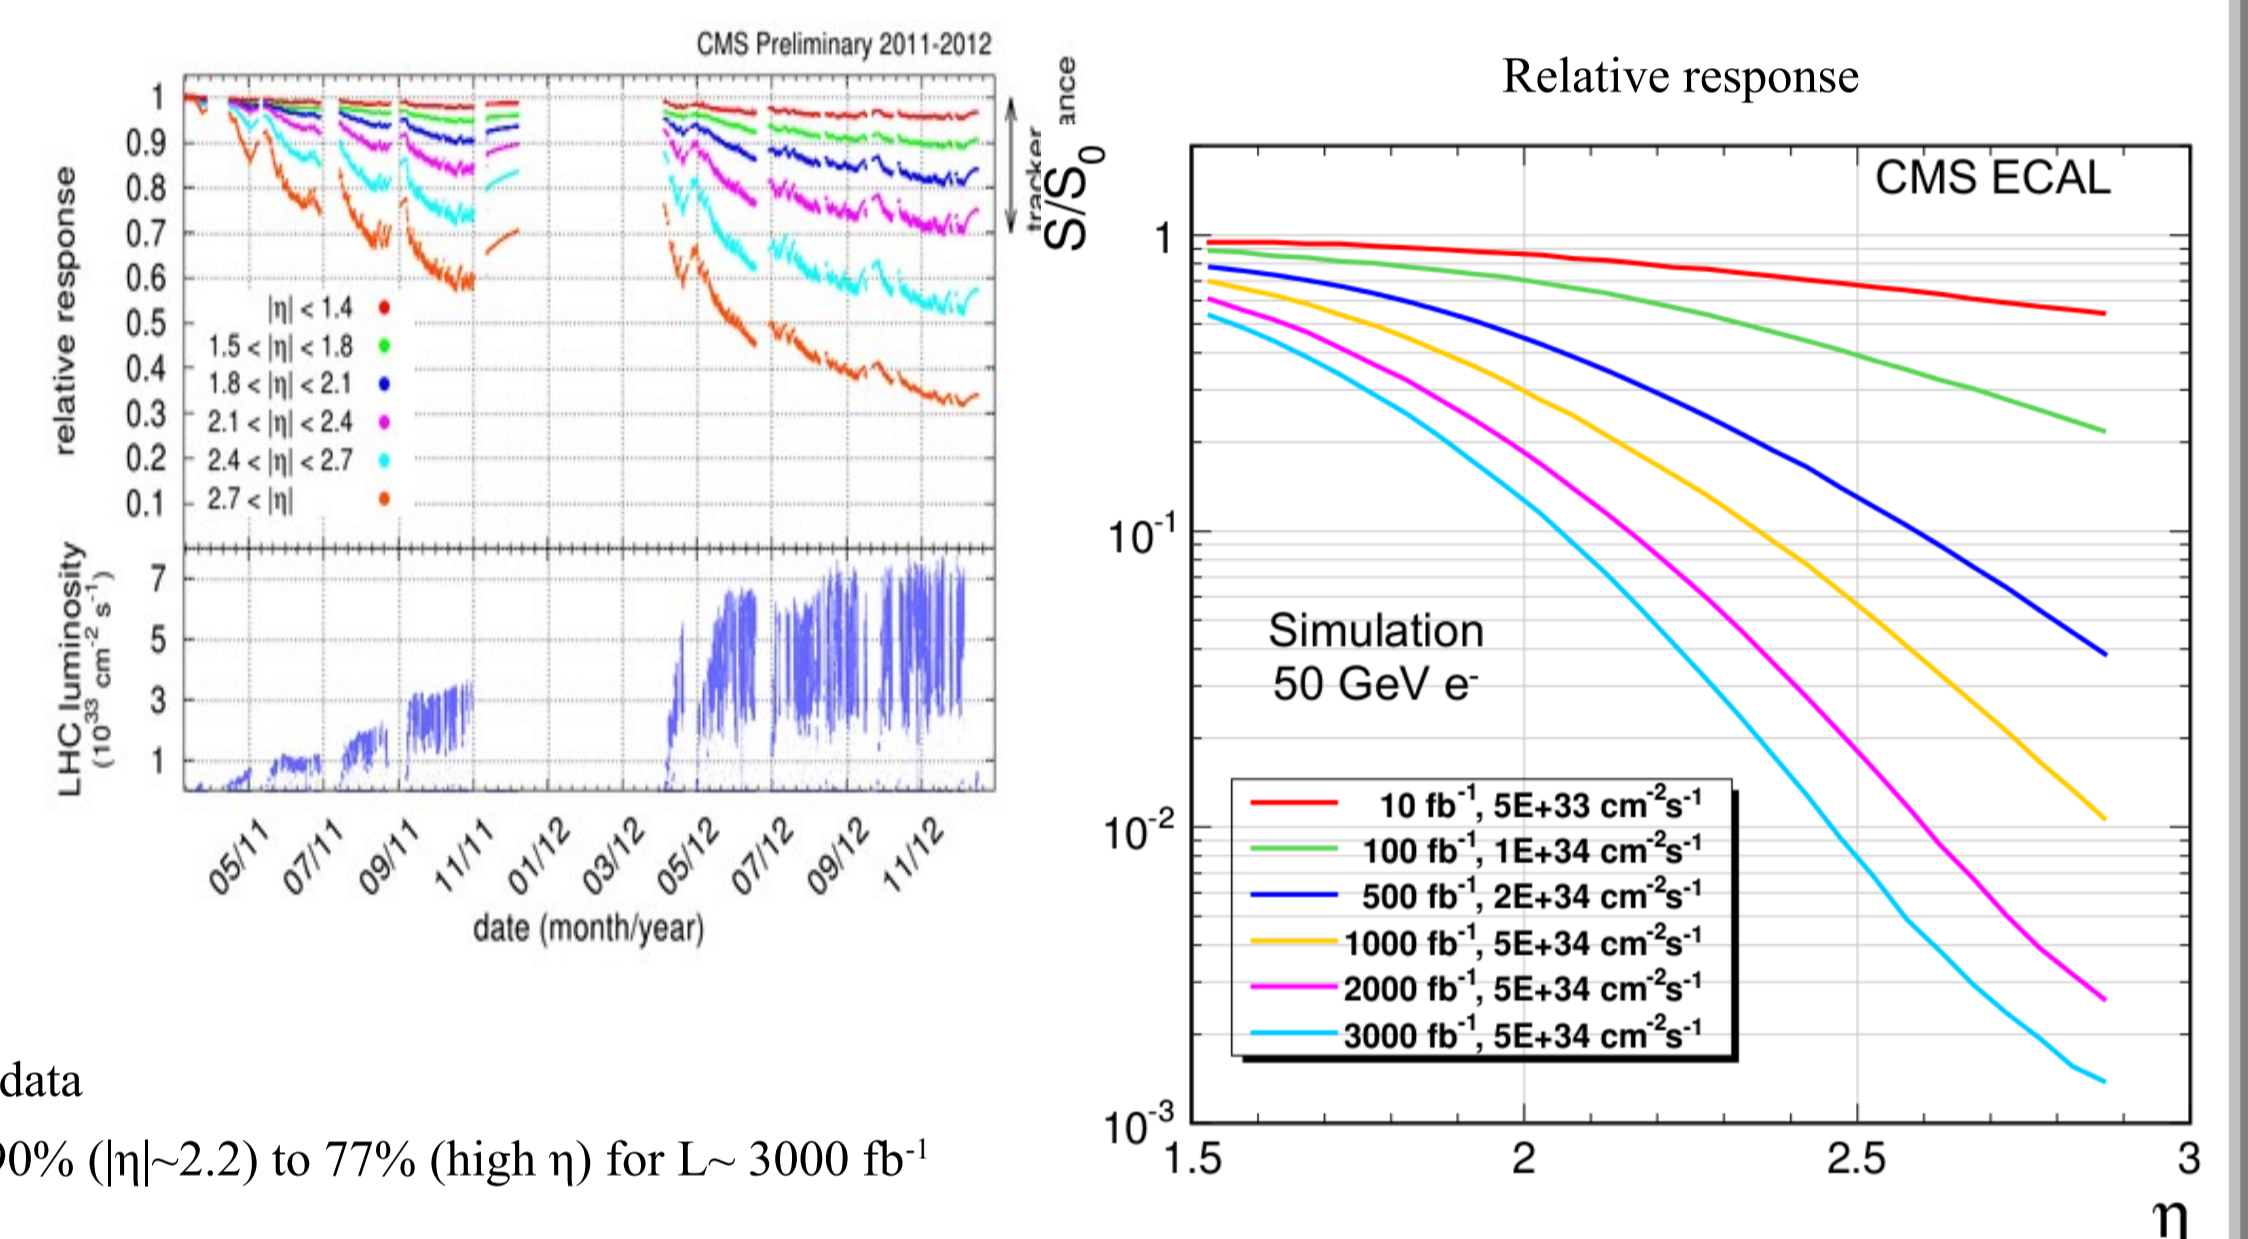 CMS Preliminary 2011-2012
relative response
1
0.9
0.8
0.7
0.6
0.5
0.4
0.3
0.2
0.1
|η| < 1.4
1.5 < |η| < 1.8
1.8 < |η| < 2.1
2.1 < |η| < 2.4
2.4 < |η| < 2.7
2.7 < |η|
tracker
LHC luminosity
(10³³ cm⁻² s⁻¹)
7
5
3
1
05/11
07/11
09/11
11/11
01/12
03/12
05/12
07/12
09/12
11/12
date (month/year)
data
0% (|η|~2.2) to 77% (high η) for L~ 3000 fb⁻¹
Relative response
CMS ECAL
S/S₀
1
10⁻¹
10⁻²
10⁻³
Simulation
50 GeV e⁻
10 fb⁻¹, 5E+33 cm⁻²s⁻¹
100 fb⁻¹, 1E+34 cm⁻²s⁻¹
500 fb⁻¹, 2E+34 cm⁻²s⁻¹
1000 fb⁻¹, 5E+34 cm⁻²s⁻¹
2000 fb⁻¹, 5E+34 cm⁻²s⁻¹
3000 fb⁻¹, 5E+34 cm⁻²s⁻¹
1.5
2
2.5
3
η